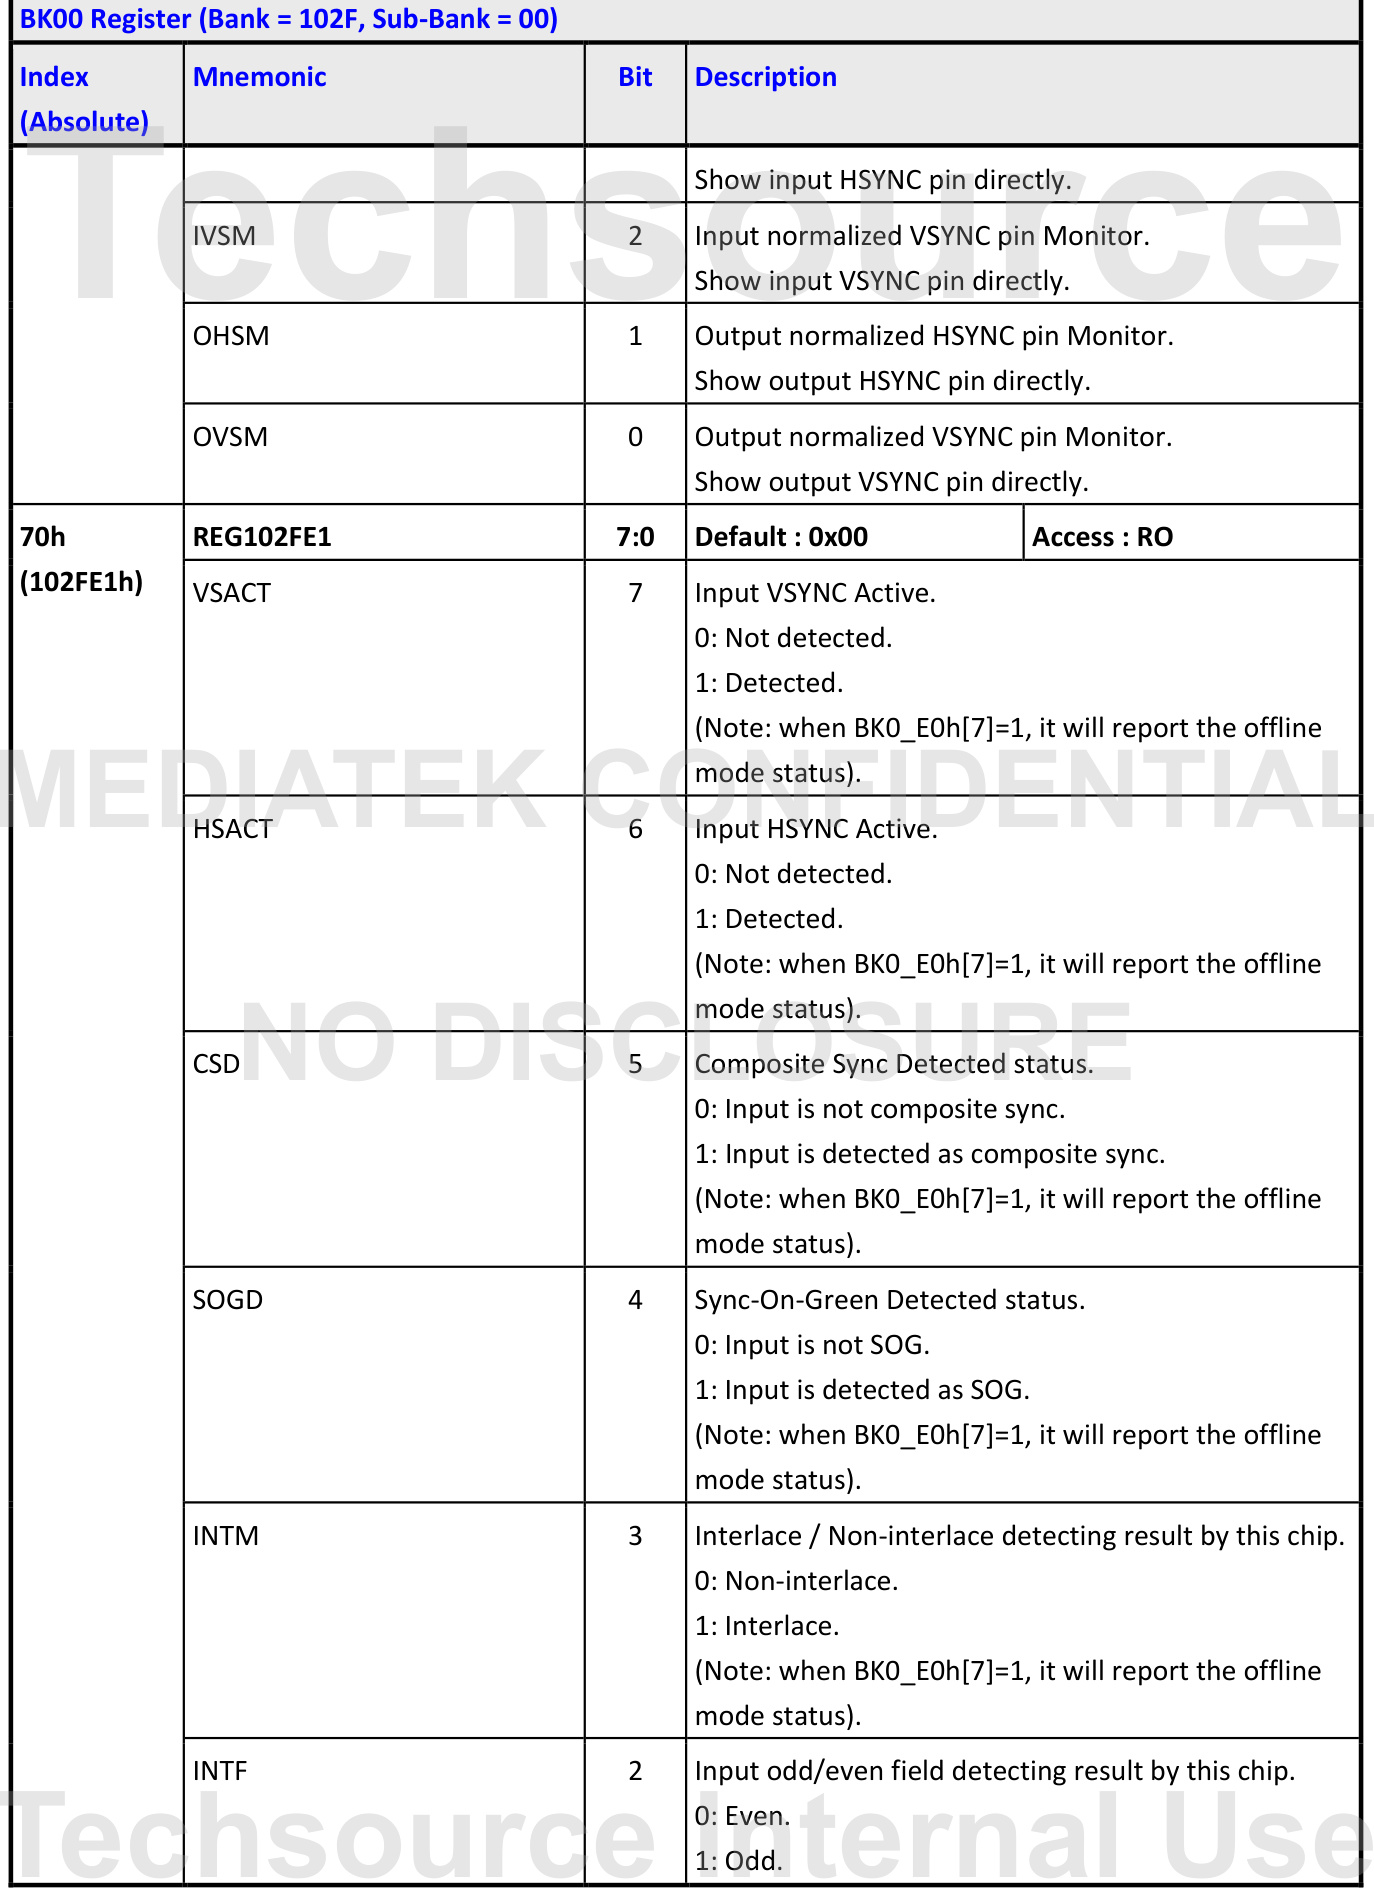 BK00 Register (Bank = 102F, Sub-Bank = 00)
Index (Absolute) Mnemonic Bit Description
Show input HSYNC pin directly.
IVSM 2 Input normalized VSYNC pin Monitor.
Show input VSYNC pin directly.
OHSM 1 Output normalized HSYNC pin Monitor.
Show output HSYNC pin directly.
OVSM 0 Output normalized VSYNC pin Monitor.
Show output VSYNC pin directly.
70h REG102FE1 7:0 Default : 0x00 Access : RO
(102FE1h) VSACT 7 Input VSYNC Active.
0: Not detected.
1: Detected.
(Note: when BK0_E0h[7]=1, it will report the offline
mode status).
HSACT 6 Input HSYNC Active.
0: Not detected.
1: Detected.
(Note: when BK0_E0h[7]=1, it will report the offline
mode status).
CSD 5 Composite Sync Detected status.
0: Input is not composite sync.
1: Input is detected as composite sync.
(Note: when BK0_E0h[7]=1, it will report the offline
mode status).
SOGD 4 Sync-On-Green Detected status.
0: Input is not SOG.
1: Input is detected as SOG.
(Note: when BK0_E0h[7]=1, it will report the offline
mode status).
INTM 3 Interlace / Non-interlace detecting result by this chip.
0: Non-interlace.
1: Interlace.
(Note: when BK0_E0h[7]=1, it will report the offline
mode status).
INTF 2 Input odd/even field detecting result by this chip.
0: Even.
1: Odd.
Techsource
MEDIATEK CONFIDENTIAL
NO DISCLOSURE
Techsource Internal Use